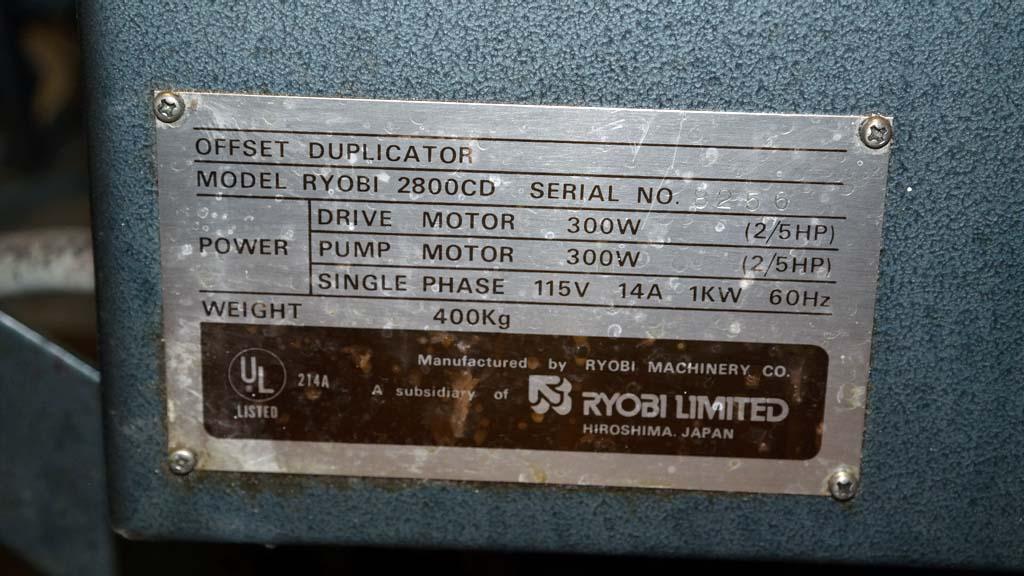 OFFSET DUPLICATOR
MODEL RYOBI 2800CD SERIAL NO.
POWER
DRIVE MOTOR 300W (2/5HP)
PUMP MOTOR 300W (2/5HP)
SINGLE PHASE 115V 14A 1KW 60Hz
WEIGHT 400Kg
UL 214A
LISTED
Manufactured by RYOBI MACHINERY CO.
A subsidiary of RYOBI LIMITED
HIROSHIMA. JAPAN